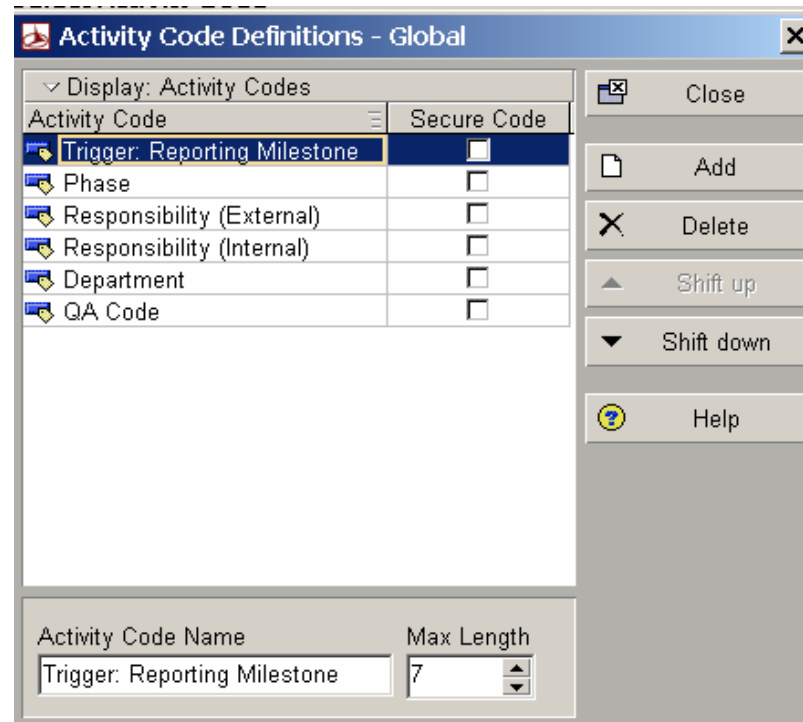 Activity Code Definitions - Global
Display: Activity Codes
Activity Code Secure Code
Trigger: Reporting Milestone
Phase
Responsibility (External)
Responsibility (Internal)
Department
QA Code
Close
Add
Delete
Shift up
Shift down
Help
Activity Code Name Max Length
Trigger: Reporting Milestone 7